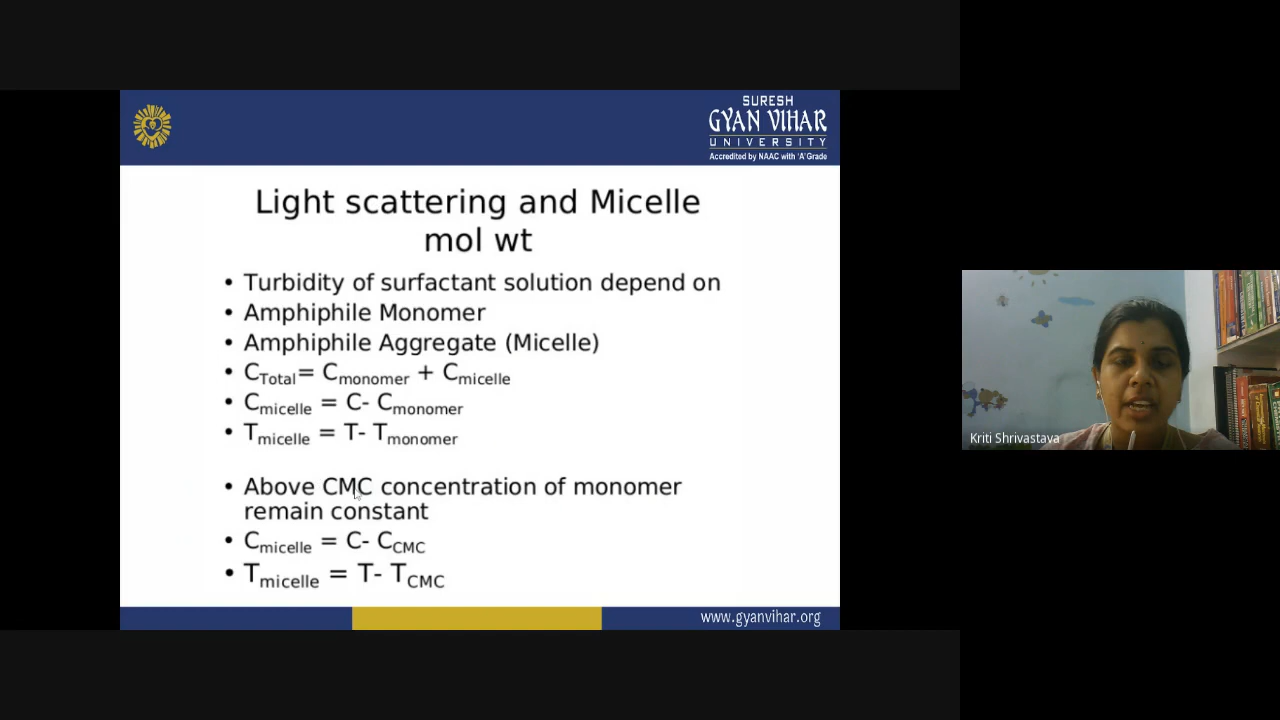 SURESH
GYAN VIHAR
UNIVERSITY
Accredited by NAAC with 'A' Grade
Light scattering and Micelle
mol wt
• Turbidity of surfactant solution depend on
• Amphiphile Monomer
• Amphiphile Aggregate (Micelle)
• CTotal= Cmonomer + Cmicelle
• Cmicelle = C- Cmonomer
• Tmicelle = T- Tmonomer
• Above CMC concentration of monomer
remain constant
• Cmicelle = C- CCMC
• Tmicelle = T- TCMC
www.gyanvihar.org
Kriti Shrivastava